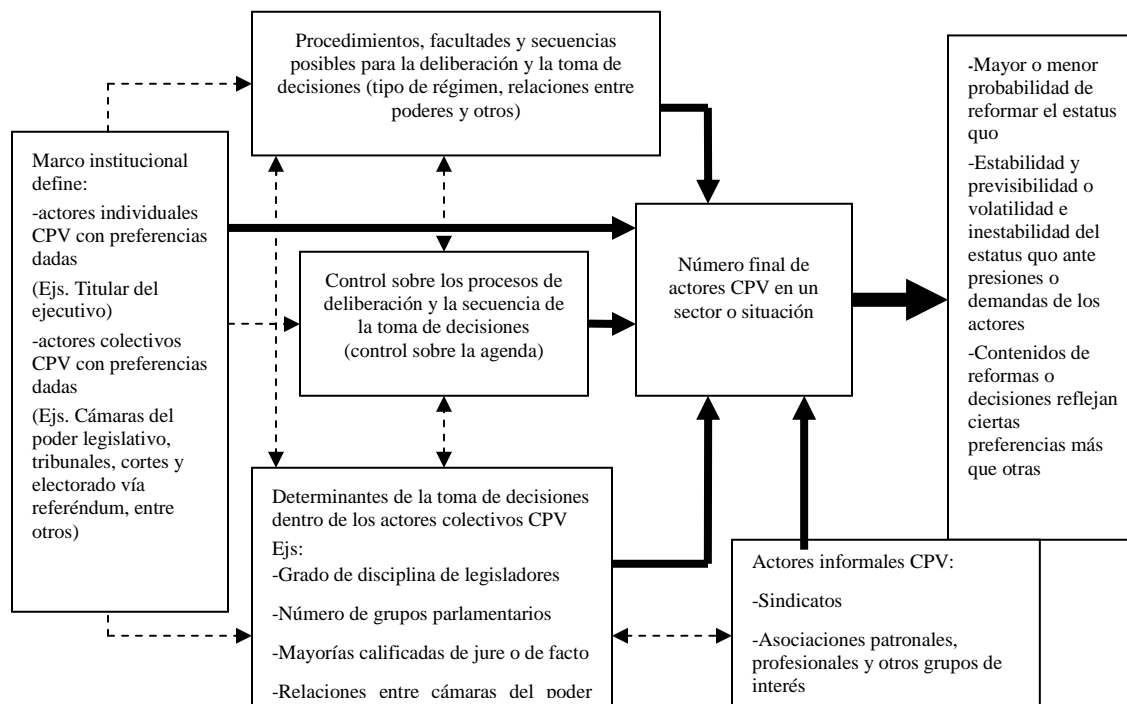 Procedimientos, facultades y secuencias
posibles para la deliberación y la toma de
decisiones (tipo de régimen, relaciones entre
poderes y otros)
Marco institucional
define:
-actores individuales
CPV con preferencias
dadas
(Ejs. Titular del
ejecutivo)
-actores colectivos
CPV con preferencias
dadas
(Ejs. Cámaras del
poder legislativo,
tribunales, cortes y
electorado vía
referéndum, entre
otros)
Control sobre los procesos de
deliberación y la secuencia de
la toma de decisiones
(control sobre la agenda)
Determinantes de la toma de decisiones
dentro de los actores colectivos CPV
Ejs:
-Grado de disciplina de legisladores
-Número de grupos parlamentarios
-Mayorías calificadas de jure o de facto
-Relaciones entre cámaras del poder
Número final de
actores CPV en un
sector o situación
Actores informales CPV:
-Sindicatos
-Asociaciones patronales,
profesionales y otros grupos de
interés
-Mayor o menor
probabilidad de
reformar el estatus
quo
-Estabilidad y
previsibilidad o
volatilidad e
inestabilidad del
estatus quo ante
presiones o
demandas de los
actores
-Contenidos de
reformas o
decisiones reflejan
ciertas
preferencias más
que otras